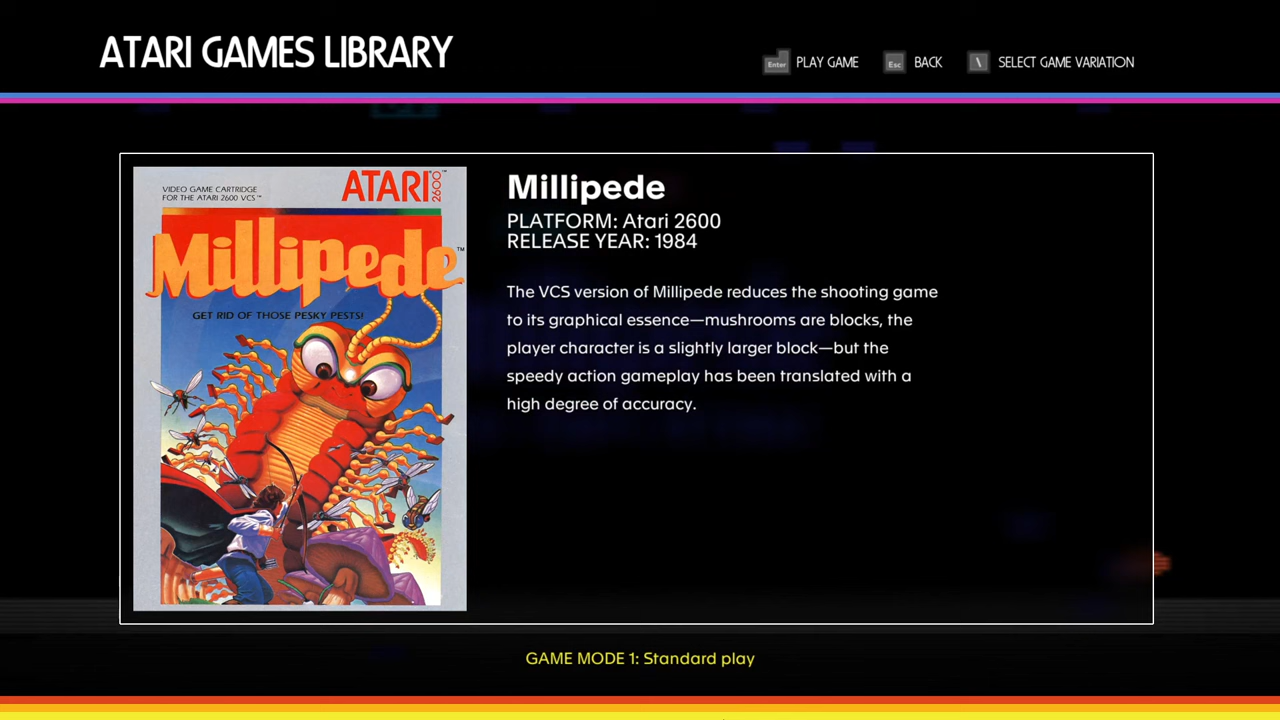 ATARI GAMES LIBRARY
Enter PLAY GAME Esc BACK \ SELECT GAME VARIATION
VIDEO GAME CARTRIDGE
FOR THE ATARI 2600 VCS™
ATARI 2600™
Millipede™
GET RID OF THOSE PESKY PESTS!
Millipede
PLATFORM: Atari 2600
RELEASE YEAR: 1984
The VCS version of Millipede reduces the shooting game
to its graphical essence—mushrooms are blocks, the
player character is a slightly larger block—but the
speedy action gameplay has been translated with a
high degree of accuracy.
GAME MODE 1: Standard play